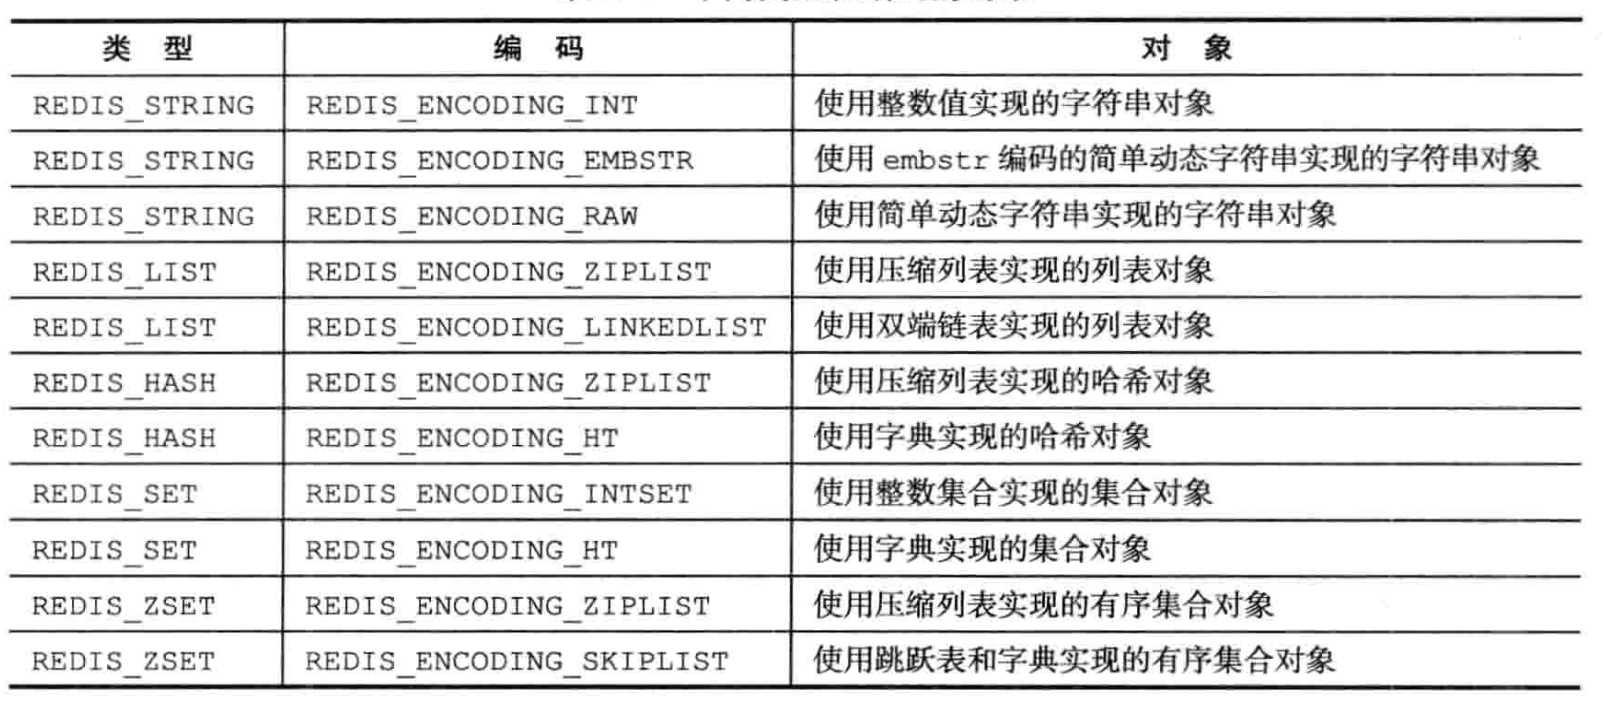 类 型 编 码 对 象
REDIS_STRING REDIS_ENCODING_INT 使用整数值实现的字符串对象
REDIS_STRING REDIS_ENCODING_EMBSTR 使用 embstr 编码的简单动态字符串实现的字符串对象
REDIS_STRING REDIS_ENCODING_RAW 使用简单动态字符串实现的字符串对象
REDIS_LIST REDIS_ENCODING_ZIPLIST 使用压缩列表实现的列表对象
REDIS_LIST REDIS_ENCODING_LINKEDLIST 使用双端链表实现的列表对象
REDIS_HASH REDIS_ENCODING_ZIPLIST 使用压缩列表实现的哈希对象
REDIS_HASH REDIS_ENCODING_HT 使用字典实现的哈希对象
REDIS_SET REDIS_ENCODING_INTSET 使用整数集合实现的集合对象
REDIS_SET REDIS_ENCODING_HT 使用字典实现的集合对象
REDIS_ZSET REDIS_ENCODING_ZIPLIST 使用压缩列表实现的有序集合对象
REDIS_ZSET REDIS_ENCODING_SKIPLIST 使用跳跃表和字典实现的有序集合对象